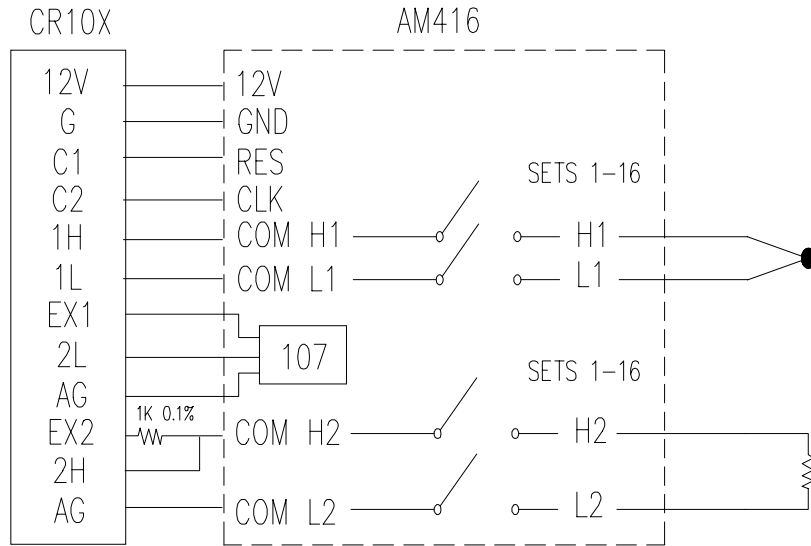 CR10X AM416
12V 12V
G GND
C1 RES
SETS 1-16
C2 CLK
1H COM H1 H1
1L COM L1 L1
EX1
2L 107
SETS 1-16
AG
1K 0.1%
EX2 COM H2 H2
2H
AG COM L2 L2